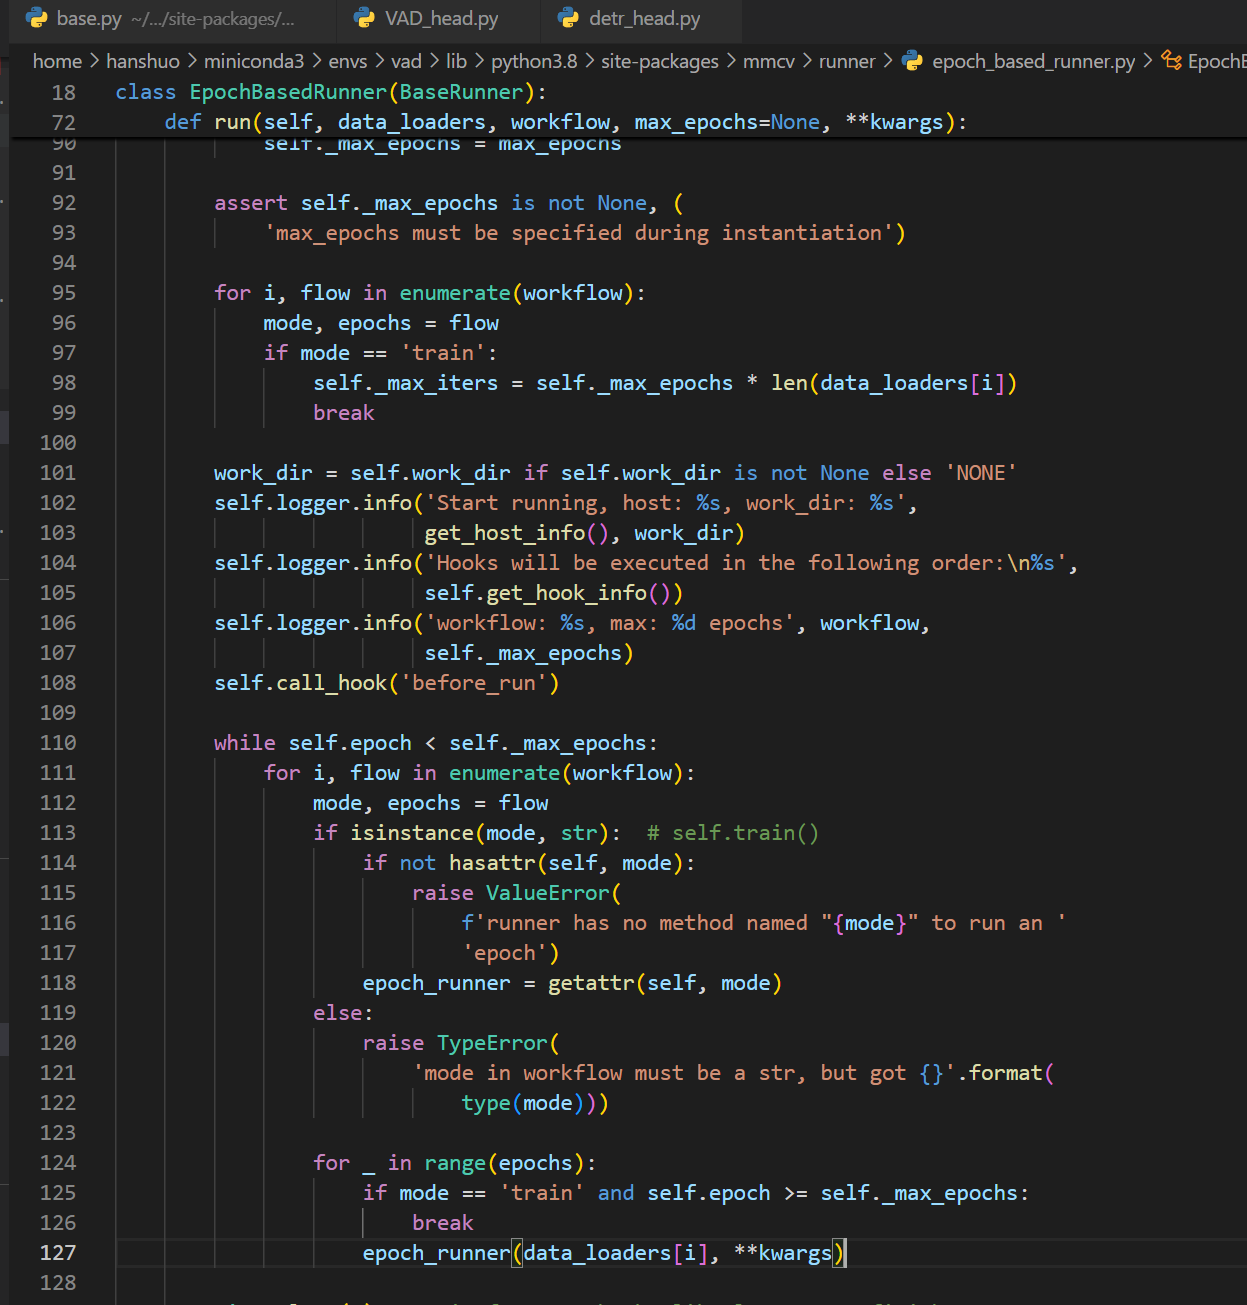 base.py ~/.../site-packages/... VAD_head.py detr_head.py
home > hanshuo > miniconda3 > envs > vad > lib > python3.8 > site-packages > mmcv > runner > epoch_based_runner.py > EpochB
18 class EpochBasedRunner(BaseRunner):
72     def run(self, data_loaders, workflow, max_epochs=None, **kwargs):
90             self._max_epochs = max_epochs
91
92         assert self._max_epochs is not None, (
93             'max_epochs must be specified during instantiation')
94
95         for i, flow in enumerate(workflow):
96             mode, epochs = flow
97             if mode == 'train':
98                 self._max_iters = self._max_epochs * len(data_loaders[i])
99                 break
100
101         work_dir = self.work_dir if self.work_dir is not None else 'NONE'
102         self.logger.info('Start running, host: %s, work_dir: %s',
103                          get_host_info(), work_dir)
104         self.logger.info('Hooks will be executed in the following order:\n%s',
105                          self.get_hook_info())
106         self.logger.info('workflow: %s, max: %d epochs', workflow,
107                          self._max_epochs)
108         self.call_hook('before_run')
109
110         while self.epoch < self._max_epochs:
111             for i, flow in enumerate(workflow):
112                 mode, epochs = flow
113                 if isinstance(mode, str):  # self.train()
114                     if not hasattr(self, mode):
115                         raise ValueError(
116                             f'runner has no method named "{mode}" to run an '
117                             'epoch')
118                     epoch_runner = getattr(self, mode)
119                 else:
120                     raise TypeError(
121                         'mode in workflow must be a str, but got {}'.format(
122                             type(mode)))
123
124                 for _ in range(epochs):
125                     if mode == 'train' and self.epoch >= self._max_epochs:
126                         break
127                     epoch_runner(data_loaders[i], **kwargs)
128